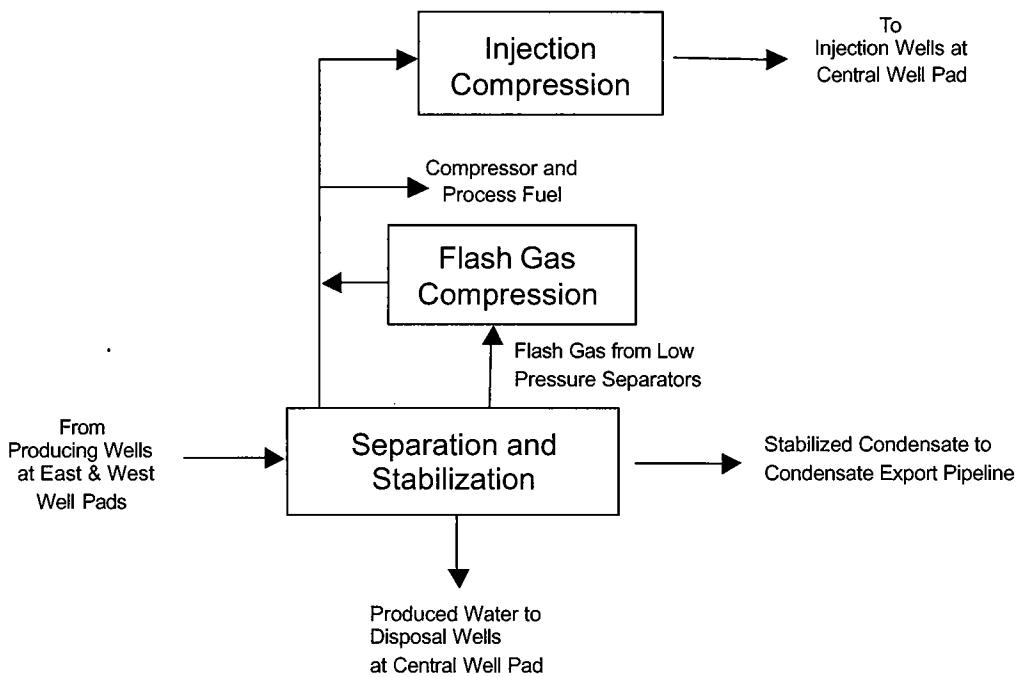 Injection
Compression
To
Injection Wells at
Central Well Pad
Compressor and
Process Fuel
Flash Gas
Compression
Flash Gas from Low
Pressure Separators
From
Producing Wells
at East & West
Well Pads
Separation and
Stabilization
Stabilized Condensate to
Condensate Export Pipeline
Produced Water to
Disposal Wells
at Central Well Pad